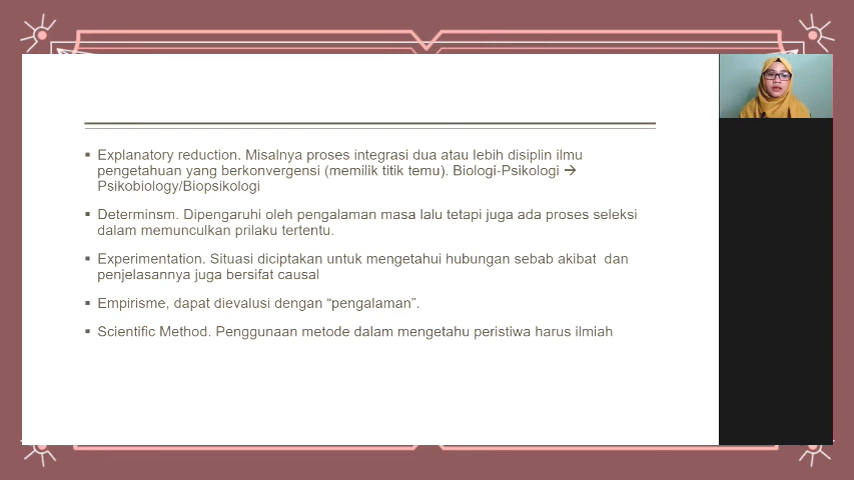 ▪ Explanatory reduction. Misalnya proses integrasi dua atau lebih disiplin ilmu
pengetahuan yang berkonvergensi (memilik titik temu). Biologi-Psikologi →
Psikobiology/Biopsikologi
▪ Determinsm. Dipengaruhi oleh pengalaman masa lalu tetapi juga ada proses seleksi
dalam memunculkan prilaku tertentu.
▪ Experimentation. Situasi diciptakan untuk mengetahui hubungan sebab akibat dan
penjelasannya juga bersifat causal
▪ Empirisme, dapat dievalusi dengan “pengalaman”.
▪ Scientific Method. Penggunaan metode dalam mengetahu peristiwa harus ilmiah